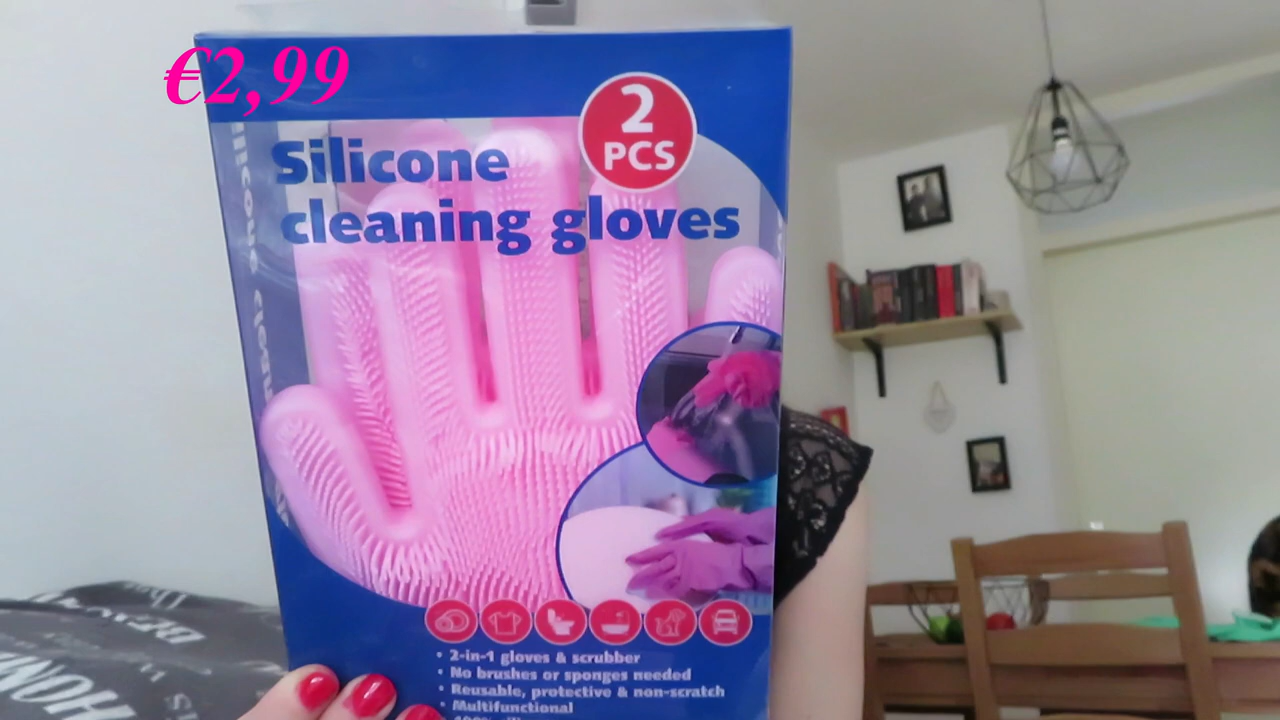 €2,99
2
PCS
Silicone
cleaning gloves
• 2-in-1 gloves & scrubber
• No brushes or sponges needed
• Reusable, protective & non-scratch
• Multifunctional